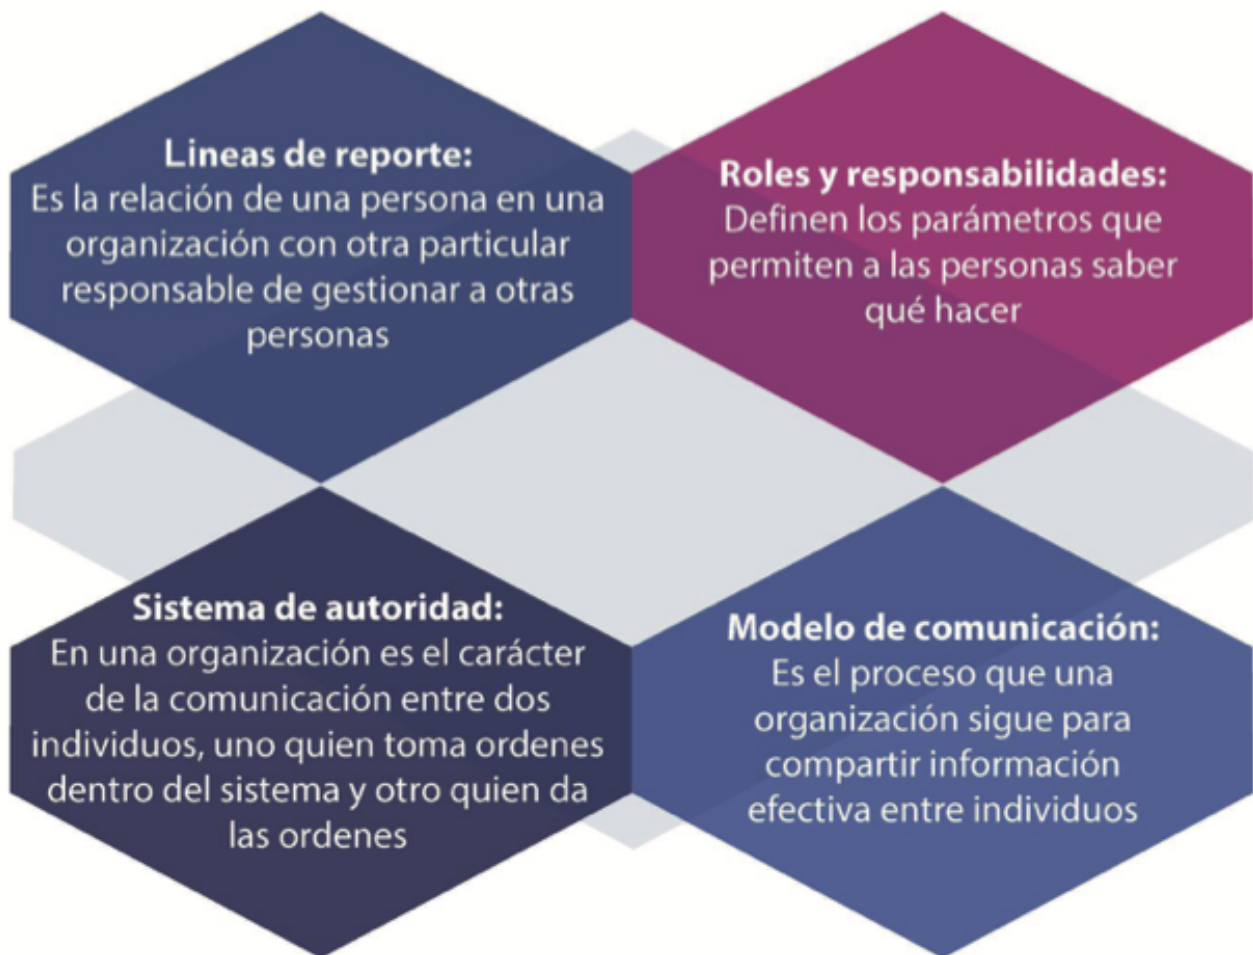 Lineas de reporte:
Es la relación de una persona en una
organización con otra particular
responsable de gestionar a otras
personas
Roles y responsabilidades:
Definen los parámetros que
permiten a las personas saber
qué hacer
Sistema de autoridad:
En una organización es el carácter
de la comunicación entre dos
individuos, uno quien toma ordenes
dentro del sistema y otro quien da
las ordenes
Modelo de comunicación:
Es el proceso que una
organización sigue para
compartir información
efectiva entre individuos